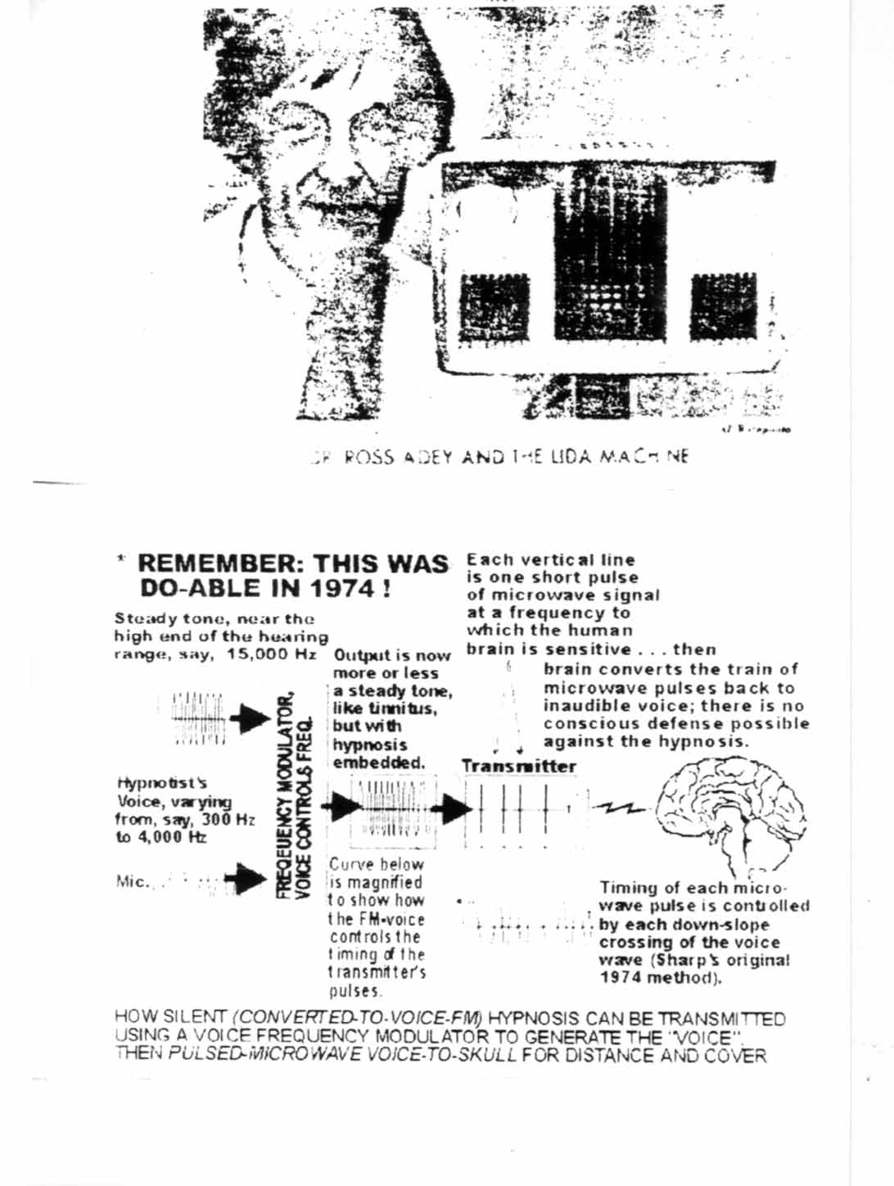 DR. ROSS ADEY AND THE LIDA MACHINE
* REMEMBER: THIS WAS
DO-ABLE IN 1974 !
Steady tone, near the
high end of the hearing
range, say, 15,000 Hz
Hypnotist's
Voice, varying
from, say, 300 Hz
to 4,000 Hz
Mic.
FREQUENCY MODULATOR,
VOICE CONTROLS FREQ.
Output is now
more or less
a steady tone,
like tinnitus,
but with
hypnosis
embedded.
Curve below
is magnified
to show how
the FM-voice
controls the
timing of the
transmitter's
pulses.
Each vertical line
is one short pulse
of microwave signal
at a frequency to
which the human
brain is sensitive . . . then
brain converts the train of
microwave pulses back to
inaudible voice; there is no
conscious defense possible
against the hypnosis.
Transmitter
Timing of each micro-
wave pulse is controlled
by each down-slope
crossing of the voice
wave (Sharp's original
1974 method).
HOW SILENT (CONVERTED-TO-VOICE-FM) HYPNOSIS CAN BE TRANSMITTED
USING A VOICE FREQUENCY MODULATOR TO GENERATE THE "VOICE".
THEN PULSED-MICROWAVE VOICE-TO-SKULL FOR DISTANCE AND COVER